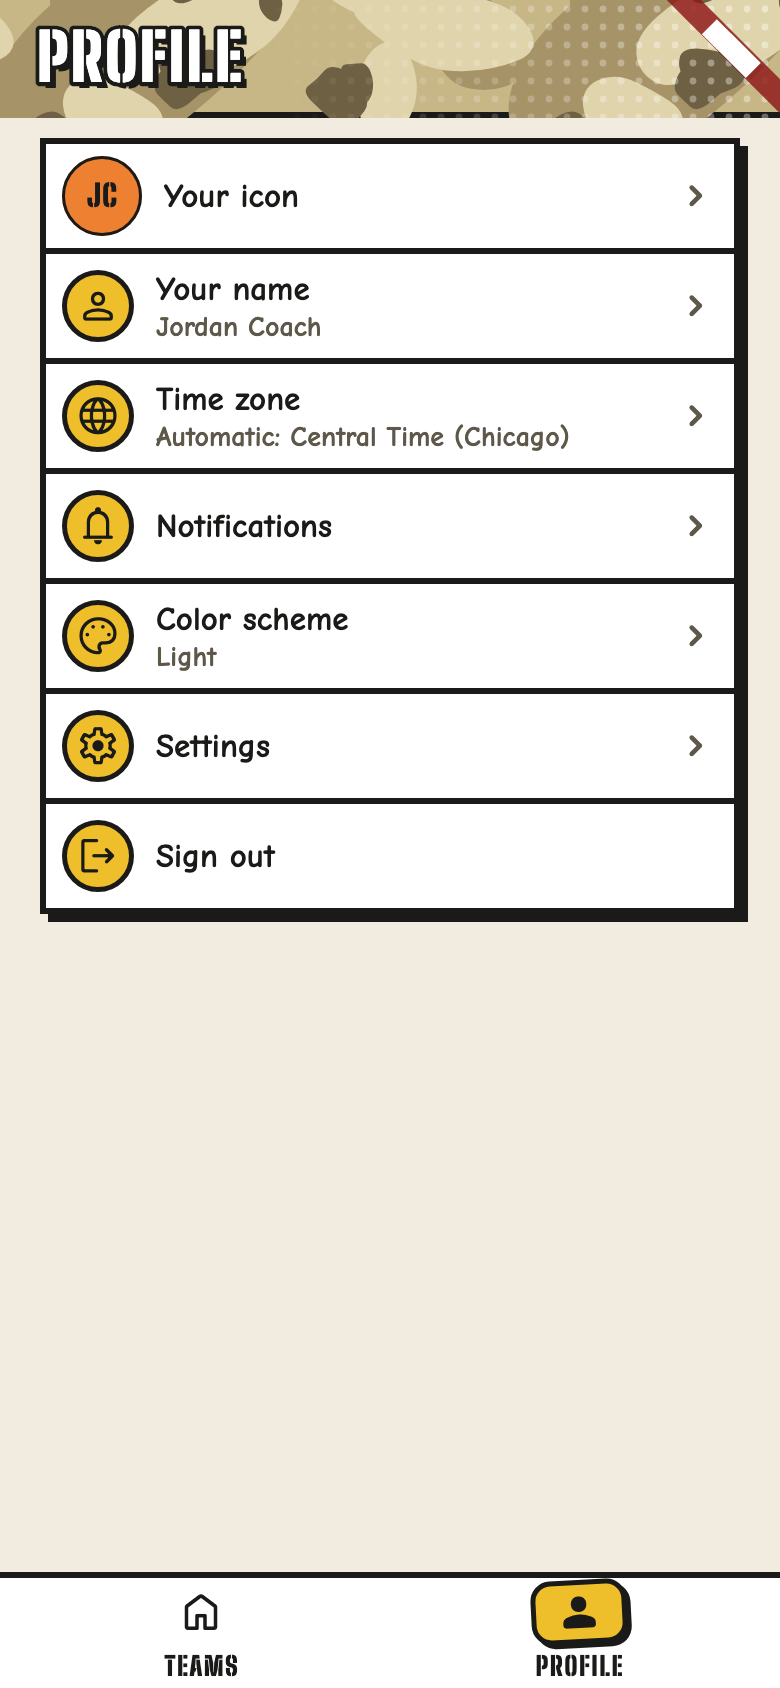 PROFILE
JC
Your icon
Your name
Jordan Coach
Time zone
Automatic: Central Time (Chicago)
Notifications
Color scheme
Light
Settings
Sign out
TEAMS
PROFILE